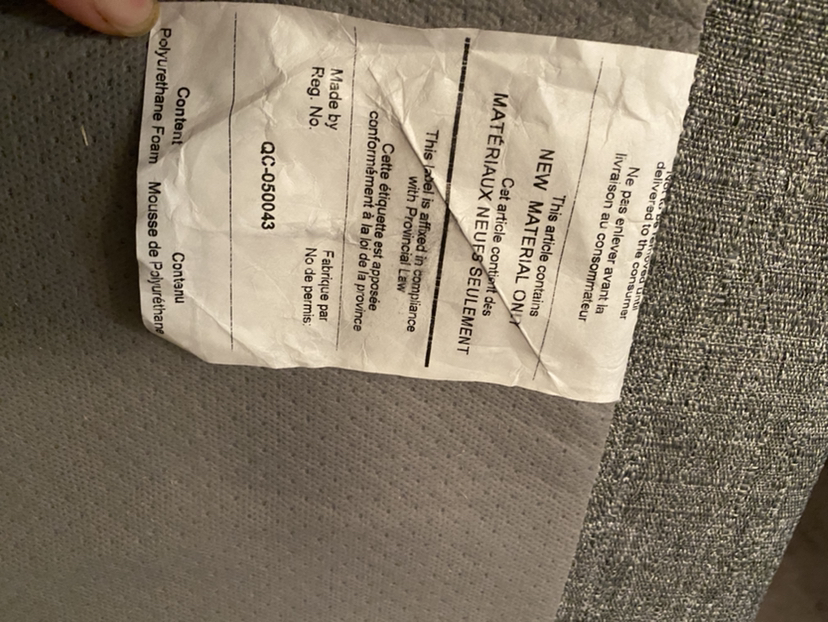 delivered to the consumer
Ne pas enlever avant la
livraison au consommateur
This article contains
NEW MATERIAL ONLY
Cet article contient des
MATÉRIAUX NEUFS SEULEMENT
This label is affixed in compliance
with Provincial Law
Cette étiquette est apposée
conformément à la loi de la province
Made by Fabrique par
Reg. No. No de permis:
QC-050043
Content Contanu
Polyurethane Foam Mousse de Polyuréthane